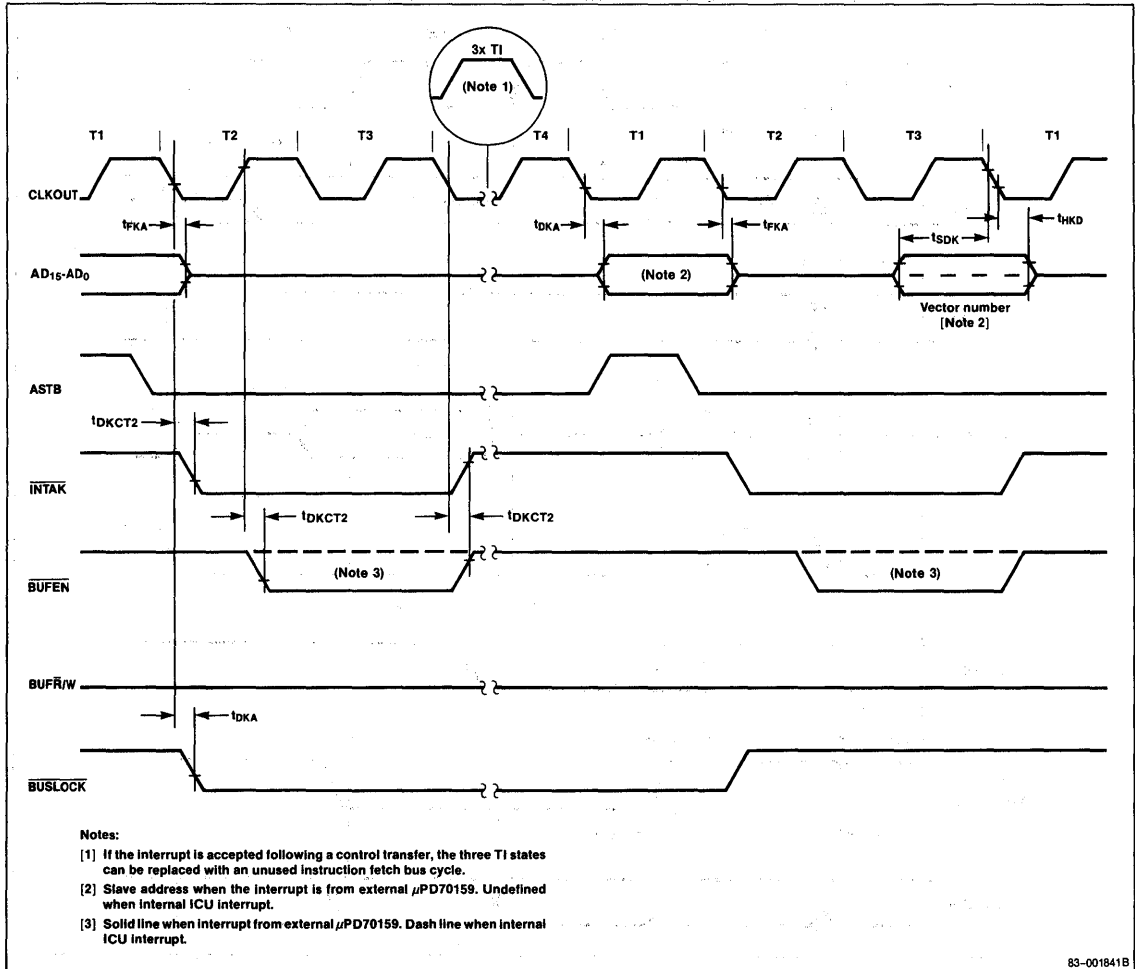 3x TI
(Note 1)
T1 T2 T3 T4 T1 T2 T3 T1
CLKOUT
tFKA tDKA tFKA tSDK tHKD
AD15-AD0
(Note 2)
Vector number
[Note 2]
ASTB
tDKCT2
INTAK
tDKCT2 tDKCT2
BUFEN
(Note 3) (Note 3)
BUFR/W
tDKA
BUSLOCK
Notes:
[1] If the interrupt is accepted following a control transfer, the three TI states
can be replaced with an unused instruction fetch bus cycle.
[2] Slave address when the interrupt is from external μPD70159. Undefined
when internal ICU interrupt.
[3] Solid line when interrupt from external μPD70159. Dash line when internal
ICU interrupt.
83-001841B